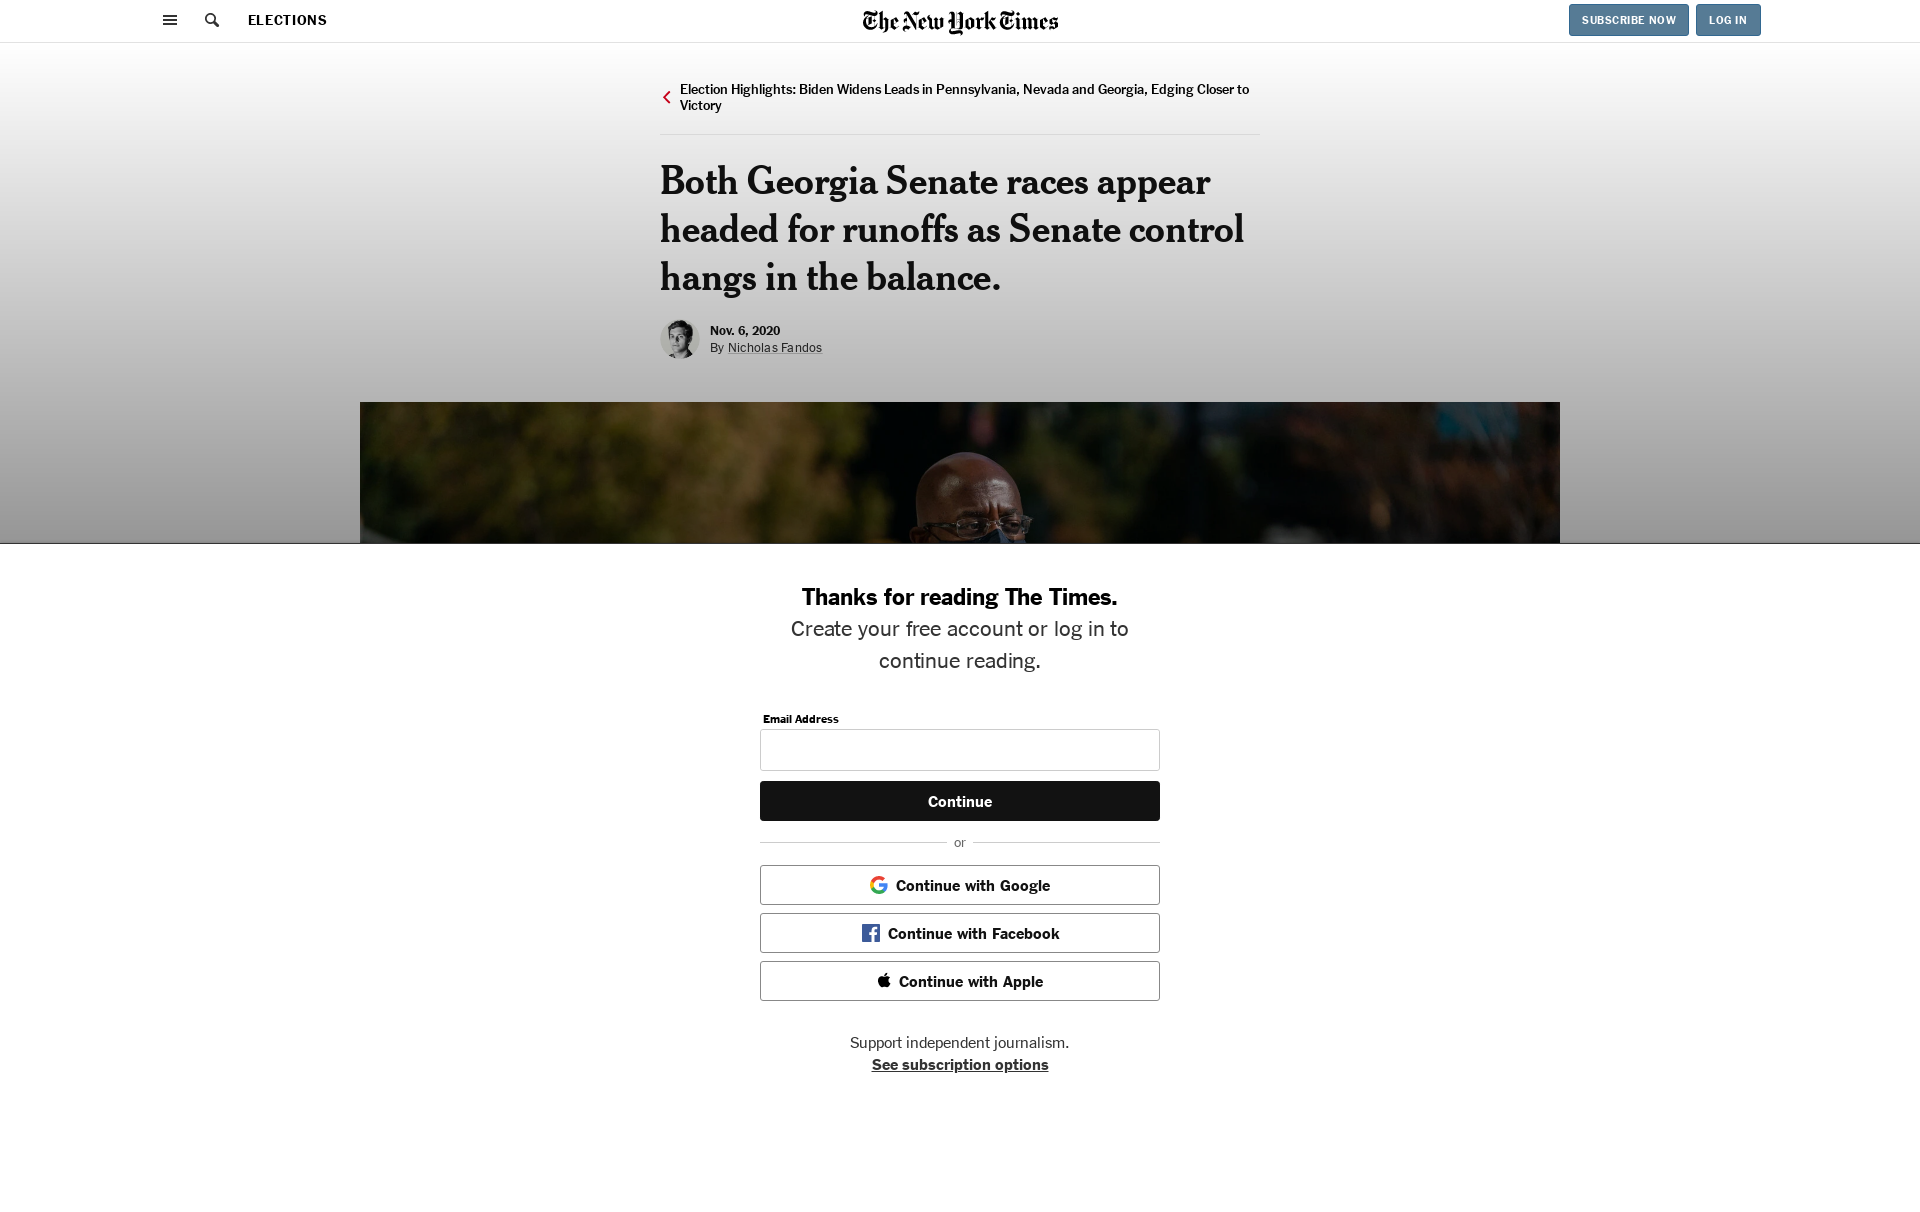 ELECTIONS
The New York Times
SUBSCRIBE NOW
LOG IN
Election Highlights: Biden Widens Leads in Pennsylvania, Nevada and Georgia, Edging Closer to
Victory
Both Georgia Senate races appear
headed for runoffs as Senate control
hangs in the balance.
Nov. 6, 2020
By Nicholas Fandos
Thanks for reading The Times.
Create your free account or log in to
continue reading.
Email Address
Continue
or
Continue with Google
Continue with Facebook
Continue with Apple
Support independent journalism.
See subscription options